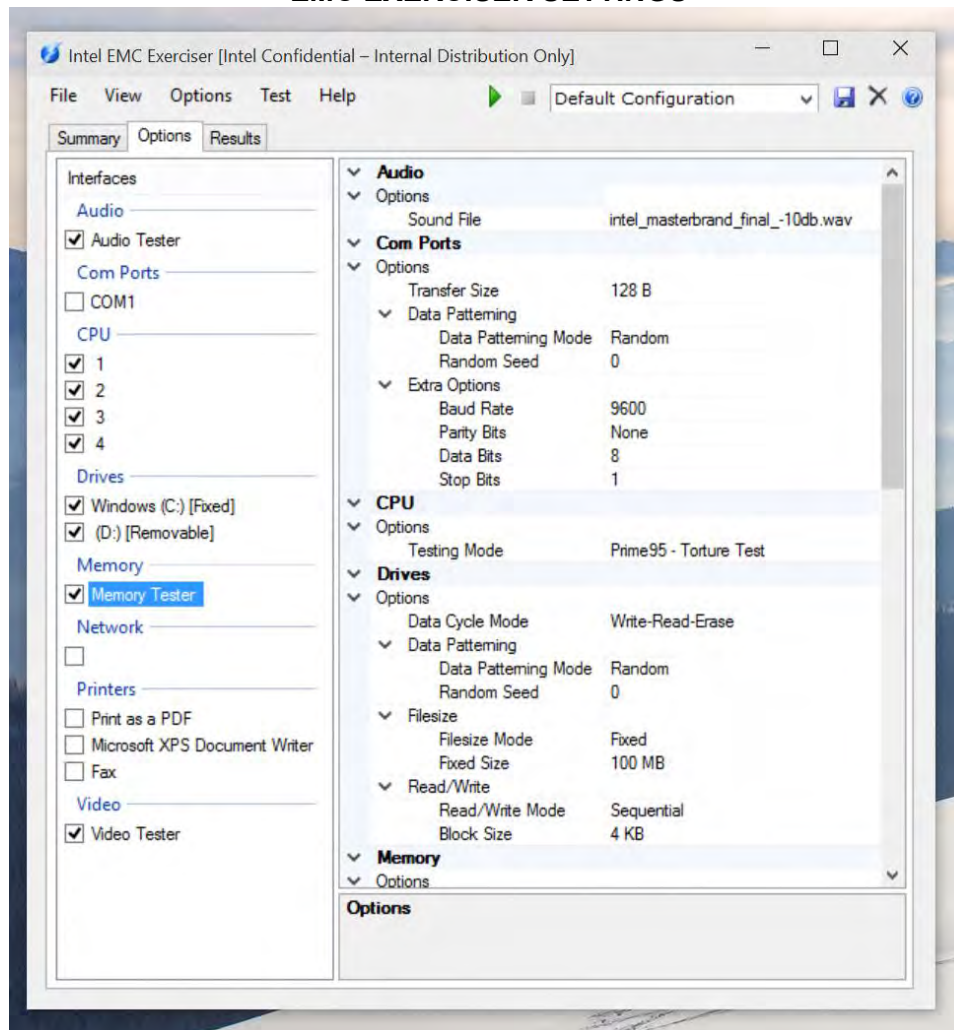 EMC EXERCISER SETTINGS
Intel EMC Exerciser [Intel Confidential – Internal Distribution Only]
File View Options Test Help
Default Configuration
Summary Options Results
Interfaces
Audio
Audio Tester
Com Ports
COM1
CPU
1
2
3
4
Drives
Windows (C:) [Fixed]
(D:) [Removable]
Memory
Memory Tester
Network
Printers
Print as a PDF
Microsoft XPS Document Writer
Fax
Video
Video Tester
Audio
Options
Sound File intel_masterbrand_final_-10db.wav
Com Ports
Options
Transfer Size 128 B
Data Patterning
Data Patterning Mode Random
Random Seed 0
Extra Options
Baud Rate 9600
Parity Bits None
Data Bits 8
Stop Bits 1
CPU
Options
Testing Mode Prime95 - Torture Test
Drives
Options
Data Cycle Mode Write-Read-Erase
Data Patterning
Data Patterning Mode Random
Random Seed 0
Filesize
Filesize Mode Fixed
Fixed Size 100 MB
Read/Write
Read/Write Mode Sequential
Block Size 4 KB
Memory
Options
Options